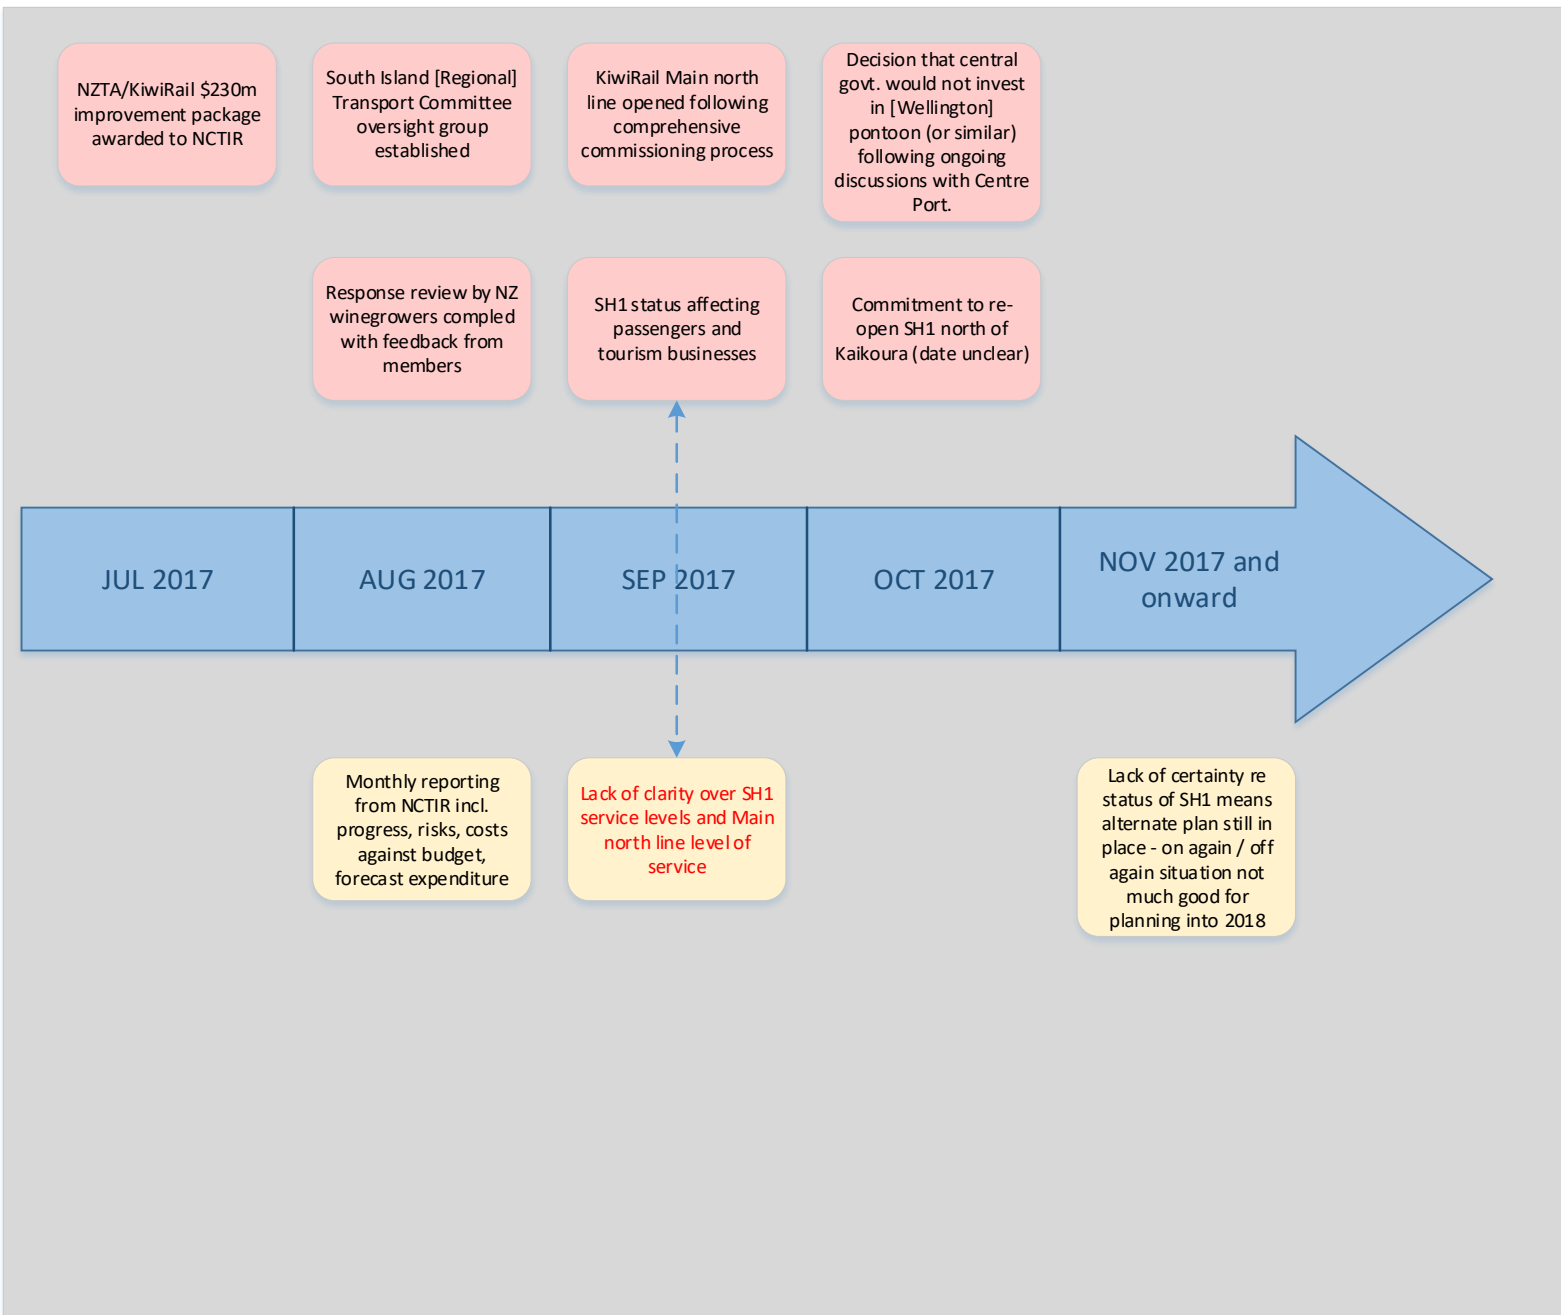 NZTA/KiwiRail $230m
improvement package
awarded to NCTIR
South Island [Regional]
Transport Committee
oversight group
established
KiwiRail Main north
line opened following
comprehensive
commissioning process
Decision that central
govt. would not invest
in [Wellington]
pontoon (or similar)
following ongoing
discussions with Centre
Port.
Response review by NZ
winegrowers compled
with feedback from
members
SH1 status affecting
passengers and
tourism businesses
Commitment to re-
open SH1 north of
Kaikoura (date unclear)
JUL 2017
AUG 2017
SEP 2017
OCT 2017
NOV 2017 and
onward
Monthly reporting
from NCTIR incl.
progress, risks, costs
against budget,
forecast expenditure
Lack of clarity over SH1
service levels and Main
north line level of
service
Lack of certainty re
status of SH1 means
alternate plan still in
place - on again / off
again situation not
much good for
planning into 2018